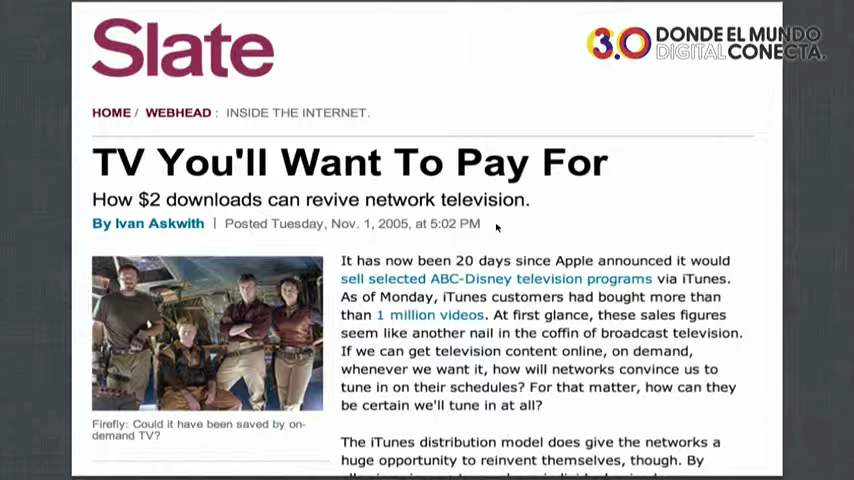 Slate
3.0 DONDE EL MUNDO
DIGITAL CONECTA.
HOME / WEBHEAD : INSIDE THE INTERNET.
TV You'll Want To Pay For
How $2 downloads can revive network television.
By Ivan Askwith | Posted Tuesday, Nov. 1, 2005, at 5:02 PM
It has now been 20 days since Apple announced it would
sell selected ABC-Disney television programs via iTunes.
As of Monday, iTunes customers had bought more than
than 1 million videos. At first glance, these sales figures
seem like another nail in the coffin of broadcast television.
If we can get television content online, on demand,
whenever we want it, how will networks convince us to
tune in on their schedules? For that matter, how can they
be certain we'll tune in at all?
Firefly: Could it have been saved by on-
demand TV?
The iTunes distribution model does give the networks a
huge opportunity to reinvent themselves, though. By